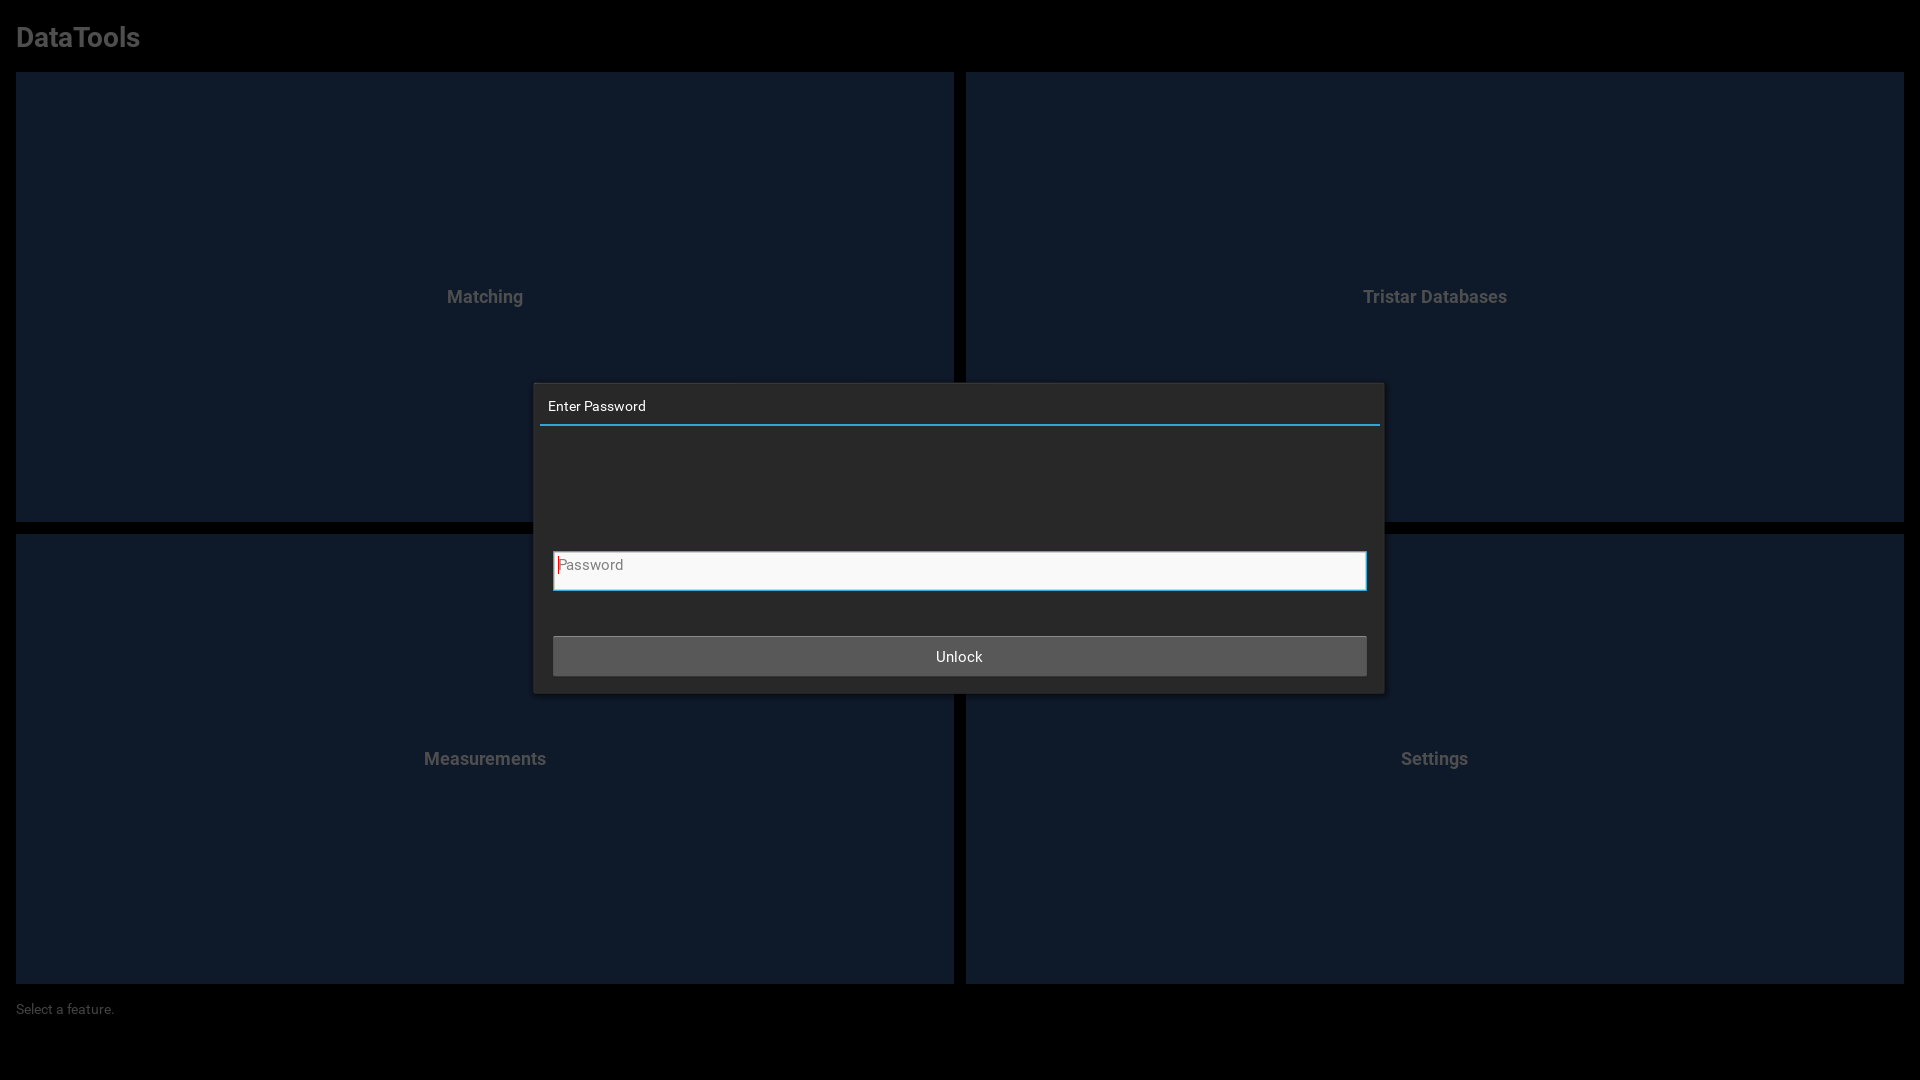 DataTools
Matching
Tristar Databases
Enter Password
Password
Unlock
Measurements
Settings
Select a feature.